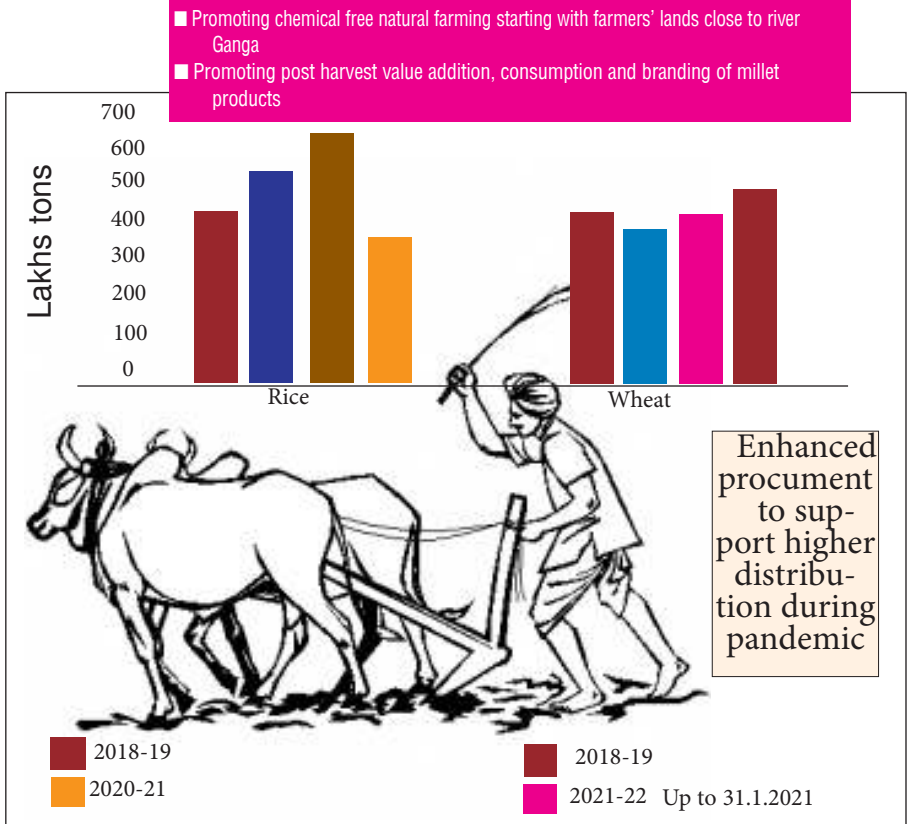 ■ Promoting chemical free natural farming starting with farmers' lands close to river
Ganga
■ Promoting post harvest value addition, consumption and branding of millet
products
Lakhs tons
700
600
500
400
300
200
100
0
Rice
Wheat
Enhanced
procument
to sup-
port higher
distribu-
tion during
pandemic
2018-19
2020-21
2018-19
2021-22 Up to 31.1.2021